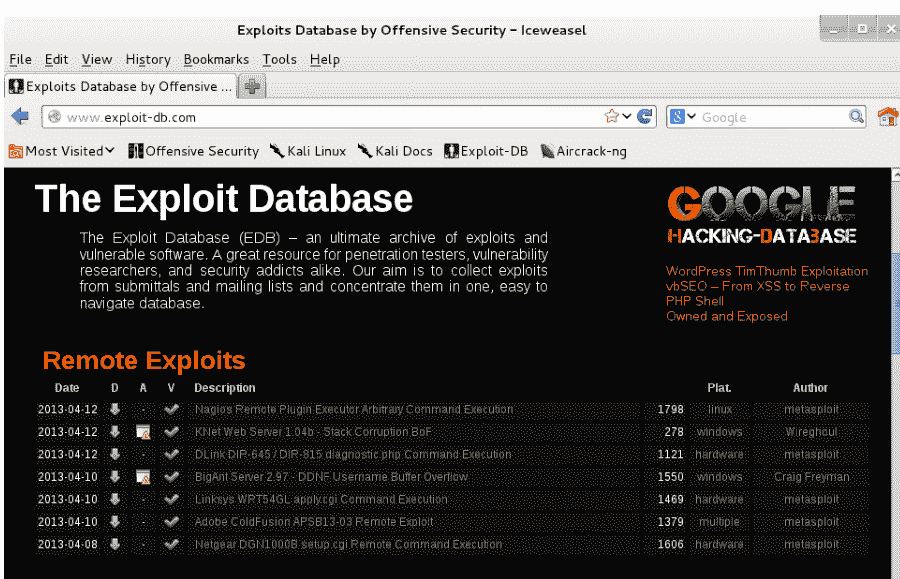 Exploits Database by Offensive Security - Iceweasel
File Edit View History Bookmarks Tools Help
Exploits Database by Offensive ...
www.exploit-db.com
Google
Most Visited Offensive Security Kali Linux Kali Docs Exploit-DB Aircrack-ng
The Exploit Database
The Exploit Database (EDB) – an ultimate archive of exploits and
vulnerable software. A great resource for penetration testers, vulnerability
researchers, and security addicts alike. Our aim is to collect exploits
from submittals and mailing lists and concentrate them in one, easy to
navigate database.
GOOGLE
HACKING-DATABASE
WordPress TimThumb Exploitation
vbSEO – From XSS to Reverse
PHP Shell
Owned and Exposed
Remote Exploits
Date D A V Description Plat. Author
2013-04-12 - Nagios Remote Plugin Executor Arbitrary Command Execution 1798 linux metasploit
2013-04-12 KNet Web Server 1.04b - Stack Corruption BoF 278 windows Wireghoul
2013-04-12 - DLink DIR-645 / DIR-815 diagnostic.php Command Execution 1121 hardware metasploit
2013-04-10 BigAnt Server 2.97 - DDNF Username Buffer Overflow 1550 windows Craig Freyman
2013-04-10 - Linksys WRT54GL apply.cgi Command Execution 1469 hardware metasploit
2013-04-10 - Adobe ColdFusion APSB13-03 Remote Exploit 1379 multiple metasploit
2013-04-08 - Netgear DGN1000B setup.cgi Remote Command Execution 1606 hardware metasploit